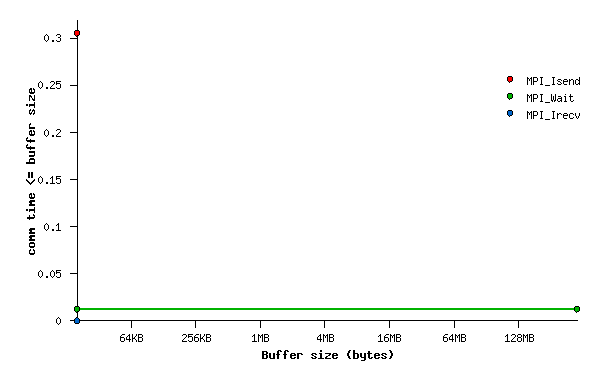 0.3
0.25
0.2
0.15
0.1
0.05
0
comm time <= buffer size
MPI_Isend
MPI_Wait
MPI_Irecv
64KB 256KB 1MB 4MB 16MB 64MB 128MB
Buffer size (bytes)